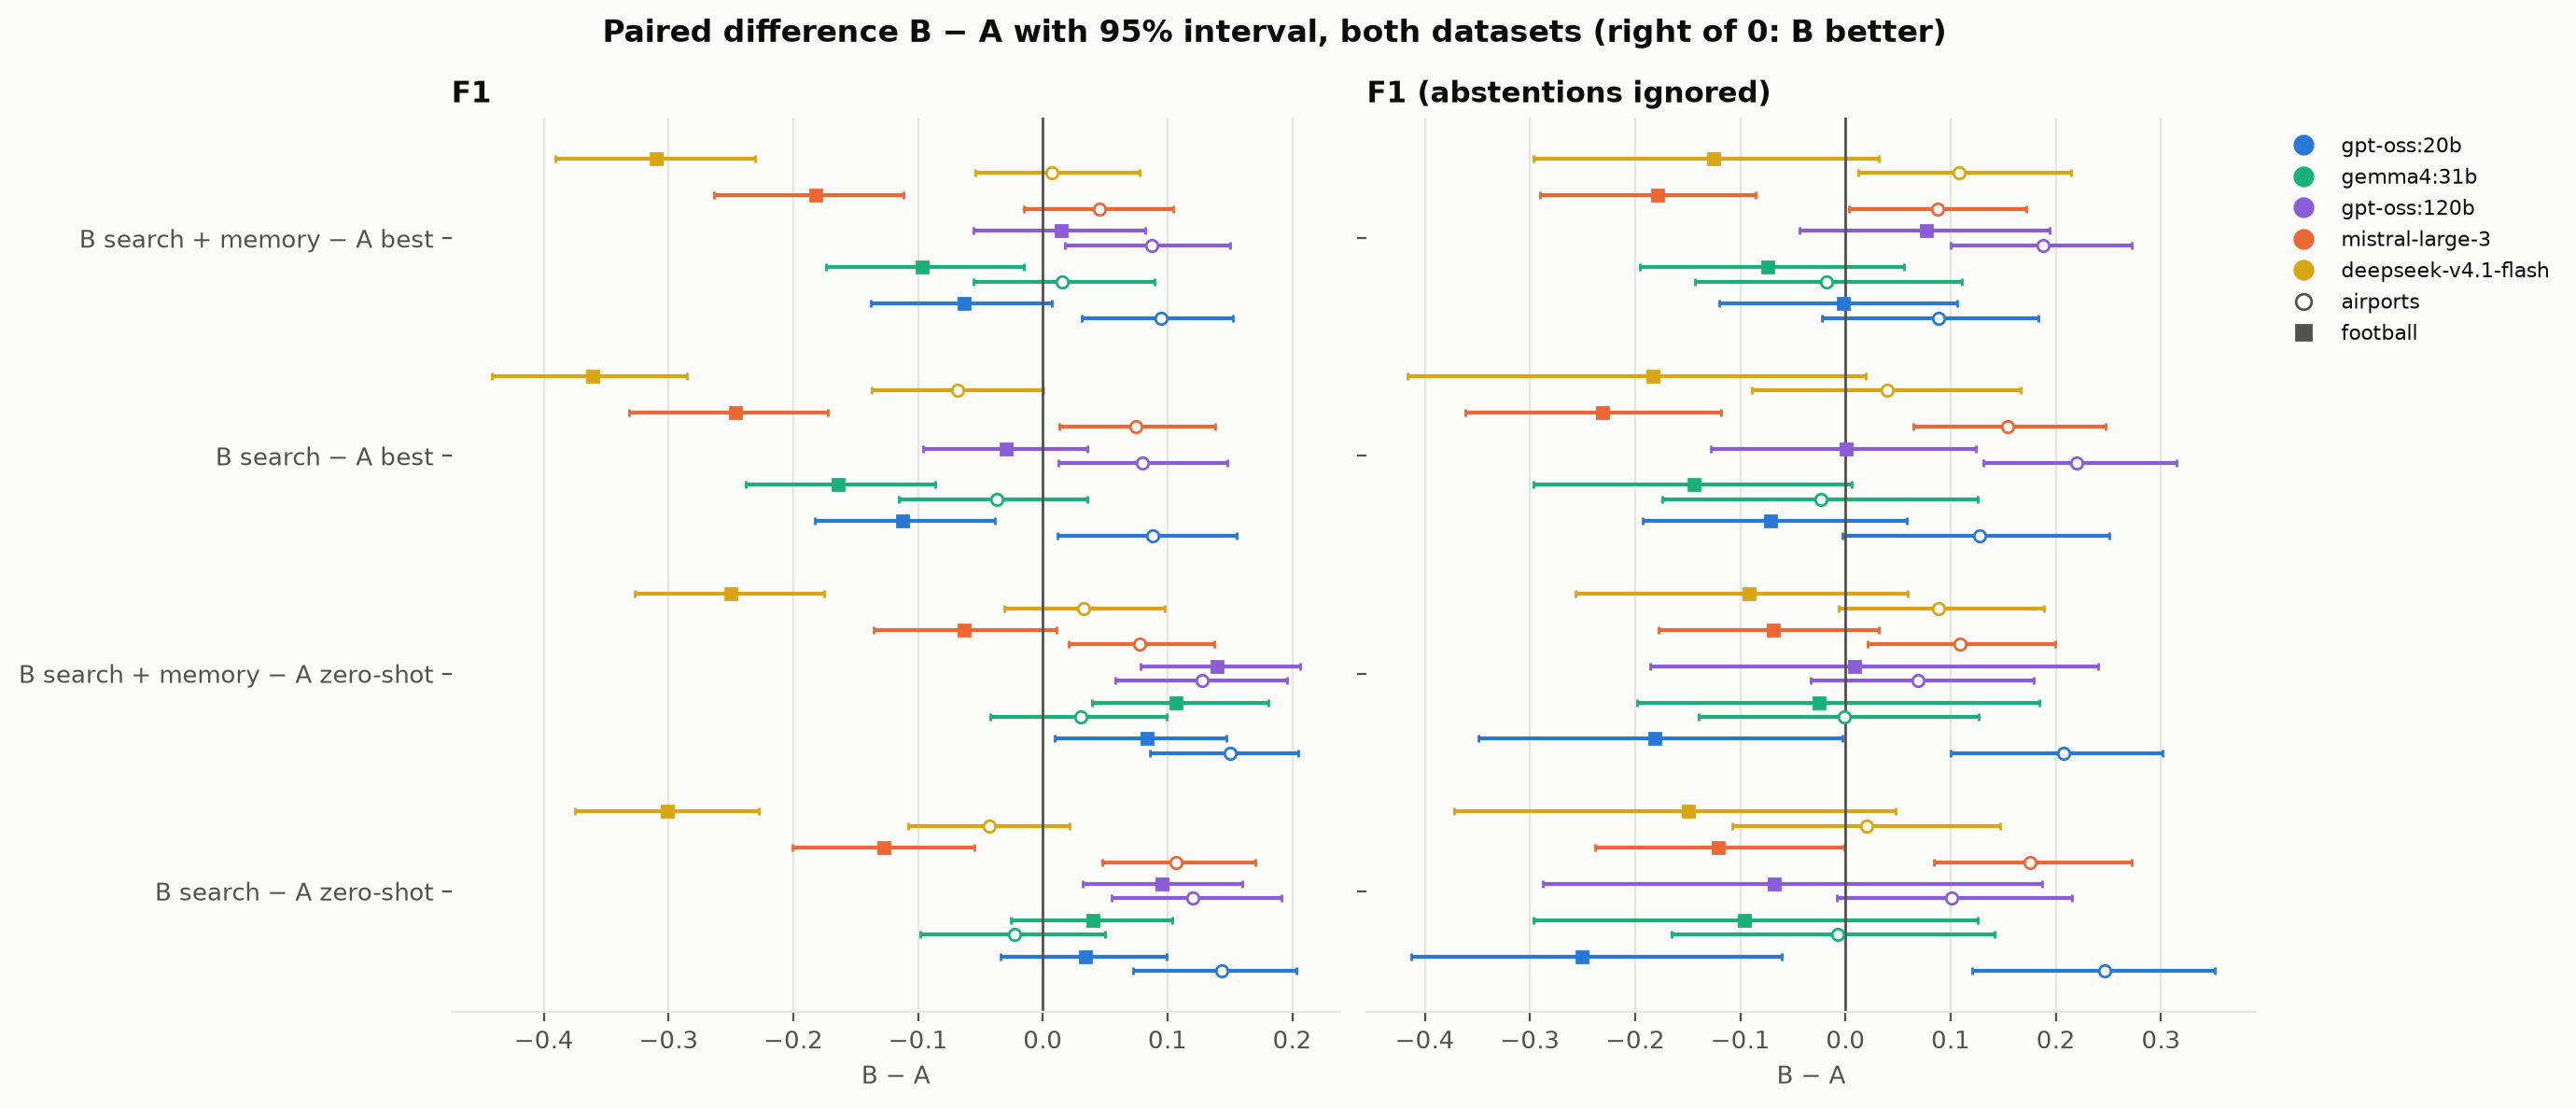 Paired difference B − A with 95% interval, both datasets (right of 0: B better)
F1
F1 (abstentions ignored)
gpt-oss:20b
gemma4:31b
gpt-oss:120b
mistral-large-3
deepseek-v4.1-flash
airports
football
B search + memory − A best
B search − A best
B search + memory − A zero-shot
B search − A zero-shot
−0.4 −0.3 −0.2 −0.1 0.0 0.1 0.2
B − A
−0.4 −0.3 −0.2 −0.1 0.0 0.1 0.2 0.3
B − A